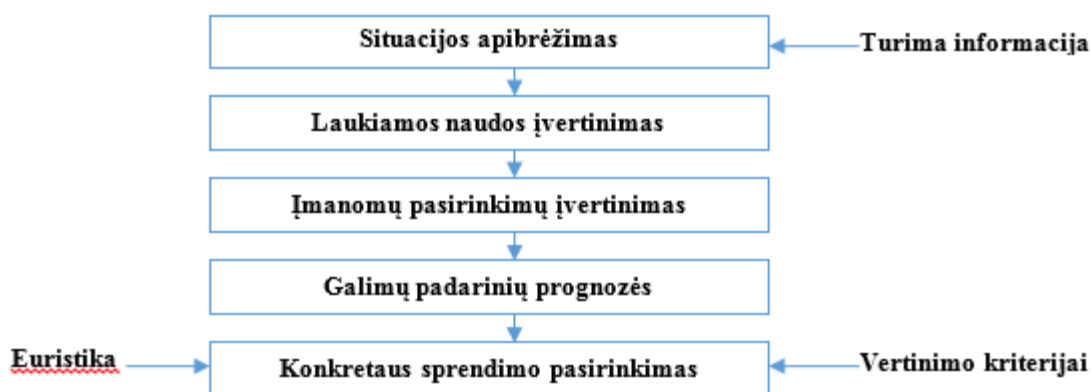 Situacijos apibrėžimas
Turima informacija
Laukiamos naudos įvertinimas
Įmanomų pasirinkimų įvertinimas
Galimų padarinių prognozės
Euristika
Konkretaus sprendimo pasirinkimas
Vertinimo kriterijai